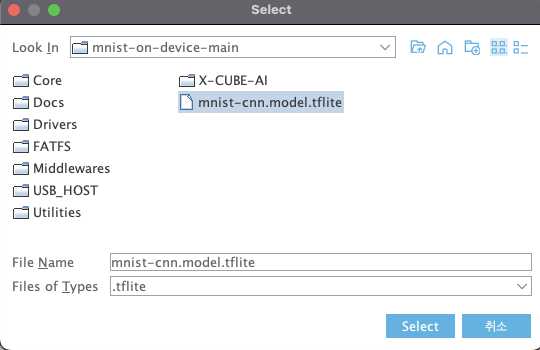 Select
Look In mnist-on-device-main
Core X-CUBE-AI
Docs mnist-cnn.model.tflite
Drivers
FATFS
Middlewares
USB_HOST
Utilities
File Name mnist-cnn.model.tflite
Files of Types .tflite
Select 취소